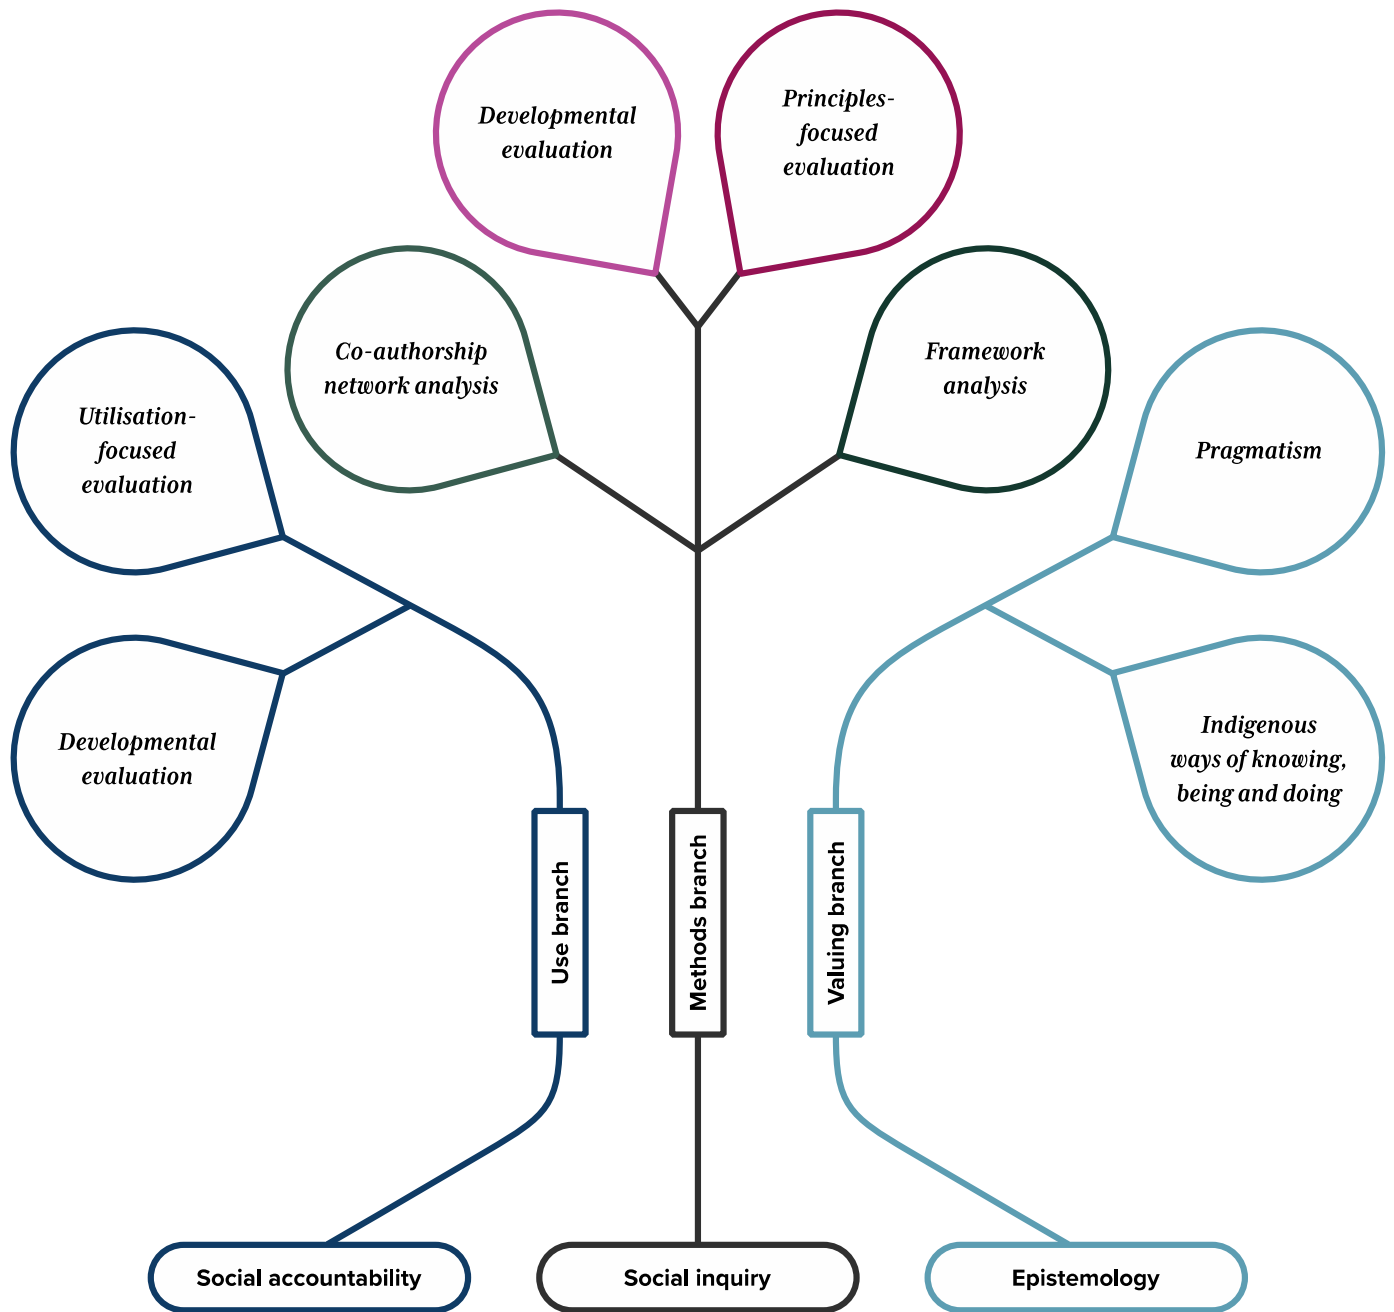 Developmental
evaluation
Principles-
focused
evaluation
Co-authorship
network analysis
Framework
analysis
Utilisation-
focused
evaluation
Pragmatism
Developmental
evaluation
Indigenous
ways of knowing,
being and doing
Use branch
Methods branch
Valuing branch
Social accountability
Social inquiry
Epistemology